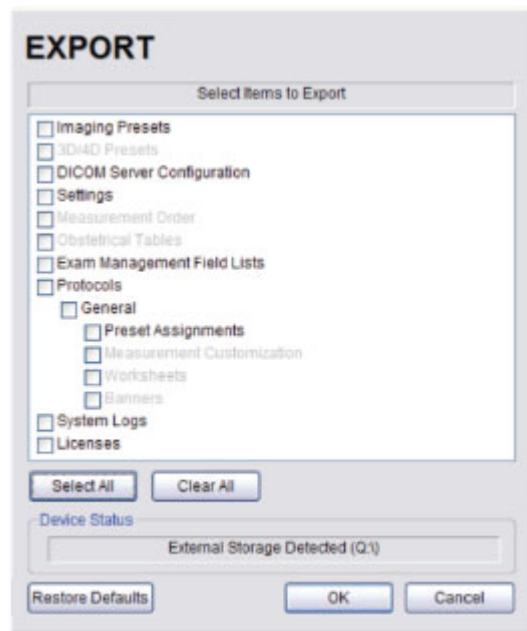 EXPORT
Select Items to Export
Imaging Presets
3D/4D Presets
DICOM Server Configuration
Settings
Measurement Order
Obstetrical Tables
Exam Management Field Lists
Protocols
General
Preset Assignments
Measurement Customization
Worksheets
Banners
System Logs
Licenses
Select All Clear All
Device Status
External Storage Detected (Q:\)
Restore Defaults OK Cancel